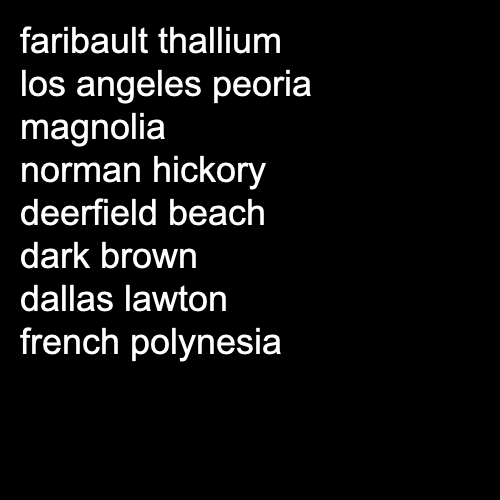 faribault thallium
los angeles peoria
magnolia
norman hickory
deerfield beach
dark brown
dallas lawton
french polynesia